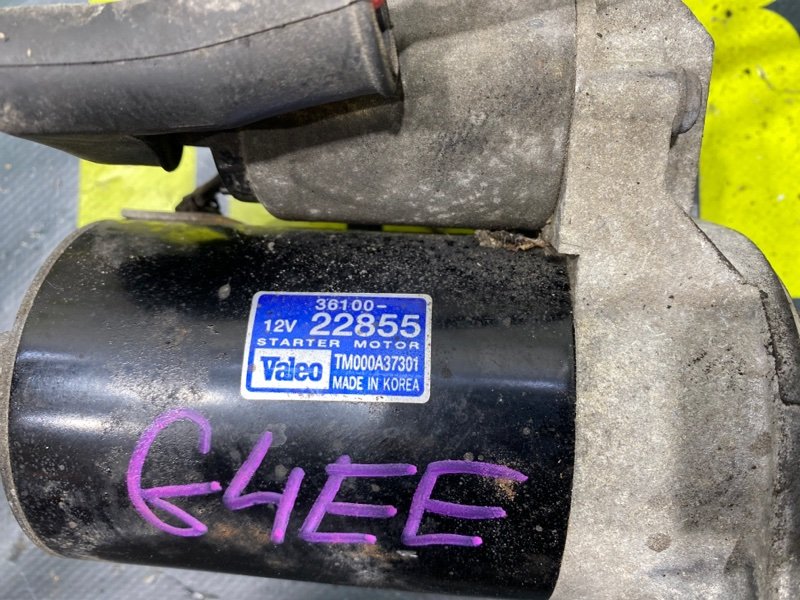 36100-
12V 22855
STARTER MOTOR
Valeo TM000A37301
MADE IN KOREA
G4EE